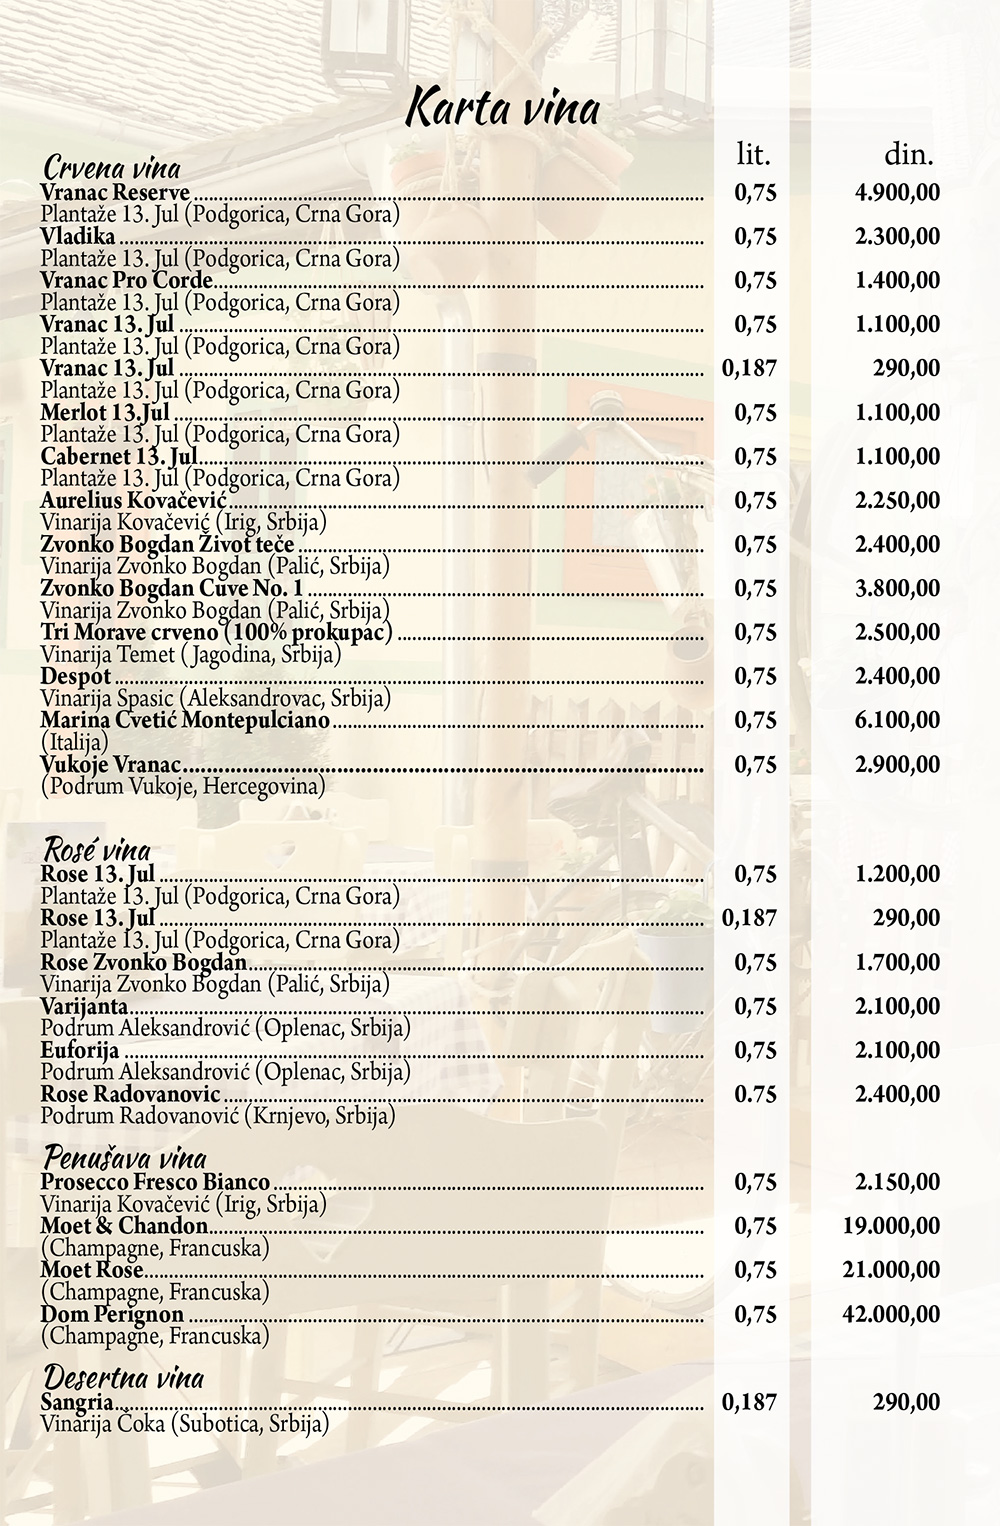 Karta vina
lit. din.
Crvena vina
Vranac Reserve 0,75 4.900,00
Plantaže 13. Jul (Podgorica, Crna Gora)
Vladika 0,75 2.300,00
Plantaže 13. Jul (Podgorica, Crna Gora)
Vranac Pro Corde 0,75 1.400,00
Plantaže 13. Jul (Podgorica, Crna Gora)
Vranac 13. Jul 0,75 1.100,00
Plantaže 13. Jul (Podgorica, Crna Gora)
Vranac 13. Jul 0,187 290,00
Plantaže 13. Jul (Podgorica, Crna Gora)
Merlot 13.Jul 0,75 1.100,00
Plantaže 13. Jul (Podgorica, Crna Gora)
Cabernet 13. Jul 0,75 1.100,00
Plantaže 13. Jul (Podgorica, Crna Gora)
Aurelius Kovačević 0,75 2.250,00
Vinarija Kovačević (Irig, Srbija)
Zvonko Bogdan Život teče 0,75 2.400,00
Vinarija Zvonko Bogdan (Palić, Srbija)
Zvonko Bogdan Cuve No. 1 0,75 3.800,00
Vinarija Zvonko Bogdan (Palić, Srbija)
Tri Morave crveno (100% prokupac) 0,75 2.500,00
Vinarija Temet (Jagodina, Srbija)
Despot 0,75 2.400,00
Vinarija Spasic (Aleksandrovac, Srbija)
Marina Cvetić Montepulciano 0,75 6.100,00
(Italija)
Vukoje Vranac 0,75 2.900,00
(Podrum Vukoje, Hercegovina)
Rosé vina
Rose 13. Jul 0,75 1.200,00
Plantaže 13. Jul (Podgorica, Crna Gora)
Rose 13. Jul 0,187 290,00
Plantaže 13. Jul (Podgorica, Crna Gora)
Rose Zvonko Bogdan 0,75 1.700,00
Vinarija Zvonko Bogdan (Palić, Srbija)
Varijanta 0,75 2.100,00
Podrum Aleksandrović (Oplenac, Srbija)
Euforija 0,75 2.100,00
Podrum Aleksandrović (Oplenac, Srbija)
Rose Radovanovic 0.75 2.400,00
Podrum Radovanović (Krnjevo, Srbija)
Penušava vina
Prosecco Fresco Bianco 0,75 2.150,00
Vinarija Kovačević (Irig, Srbija)
Moet & Chandon 0,75 19.000,00
(Champagne, Francuska)
Moet Rose 0,75 21.000,00
(Champagne, Francuska)
Dom Perignon 0,75 42.000,00
(Champagne, Francuska)
Desertna vina
Sangria 0,187 290,00
Vinarija Čoka (Subotica, Srbija)